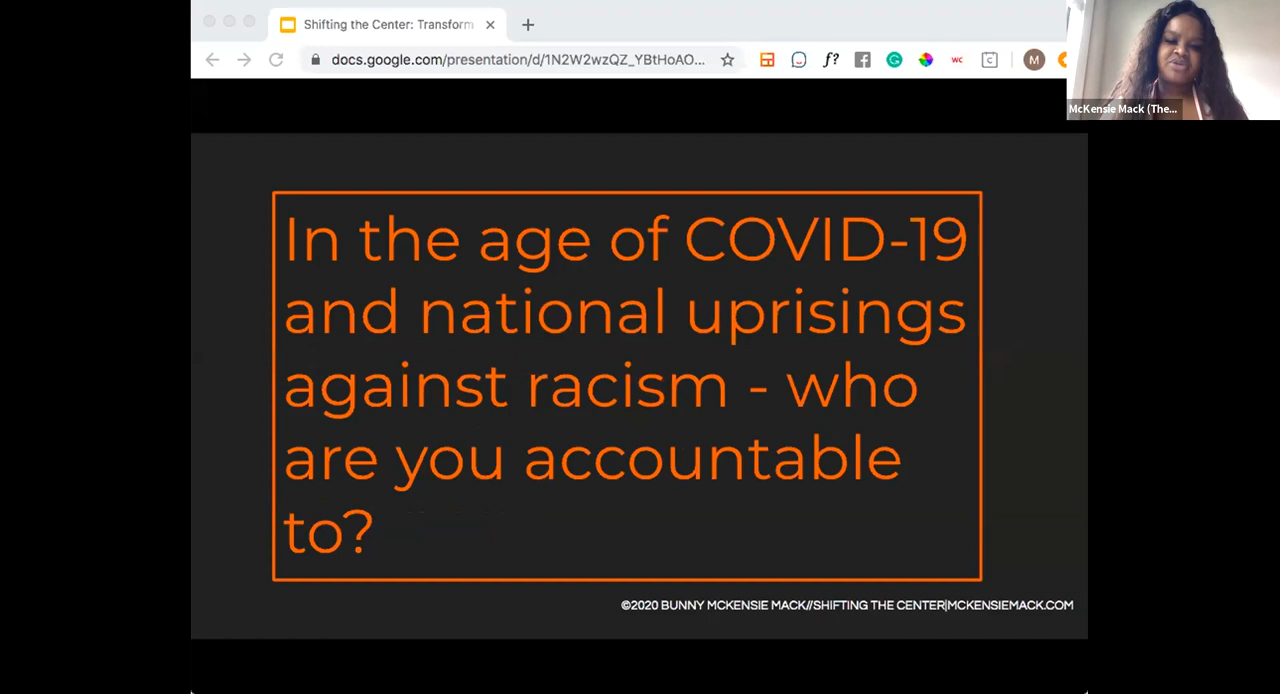 Shifting the Center: Transform
docs.google.com/presentation/d/1N2W2wzQZ_YBtHoAO...
f?
WC
C
M
McKensie Mack (The...
In the age of COVID-19
and national uprisings
against racism - who
are you accountable
to?
©2020 BUNNY MCKENSIE MACK//SHIFTING THE CENTER|MCKENSIEMACK.COM